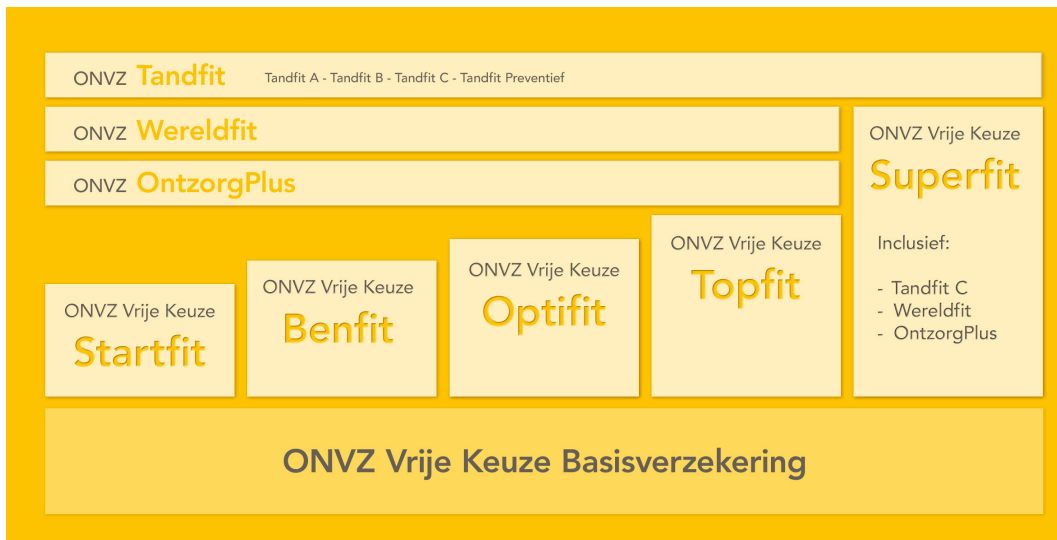 ONVZ Tandfit Tandfit A - Tandfit B - Tandfit C - Tandfit Preventief
ONVZ Wereldfit
ONVZ OntzorgPlus
ONVZ Vrije Keuze
Startfit
ONVZ Vrije Keuze
Benfit
ONVZ Vrije Keuze
Optifit
ONVZ Vrije Keuze
Topfit
ONVZ Vrije Keuze
Superfit
Inclusief:
- Tandfit C
- Wereldfit
- OntzorgPlus
ONVZ Vrije Keuze Basisverzekering